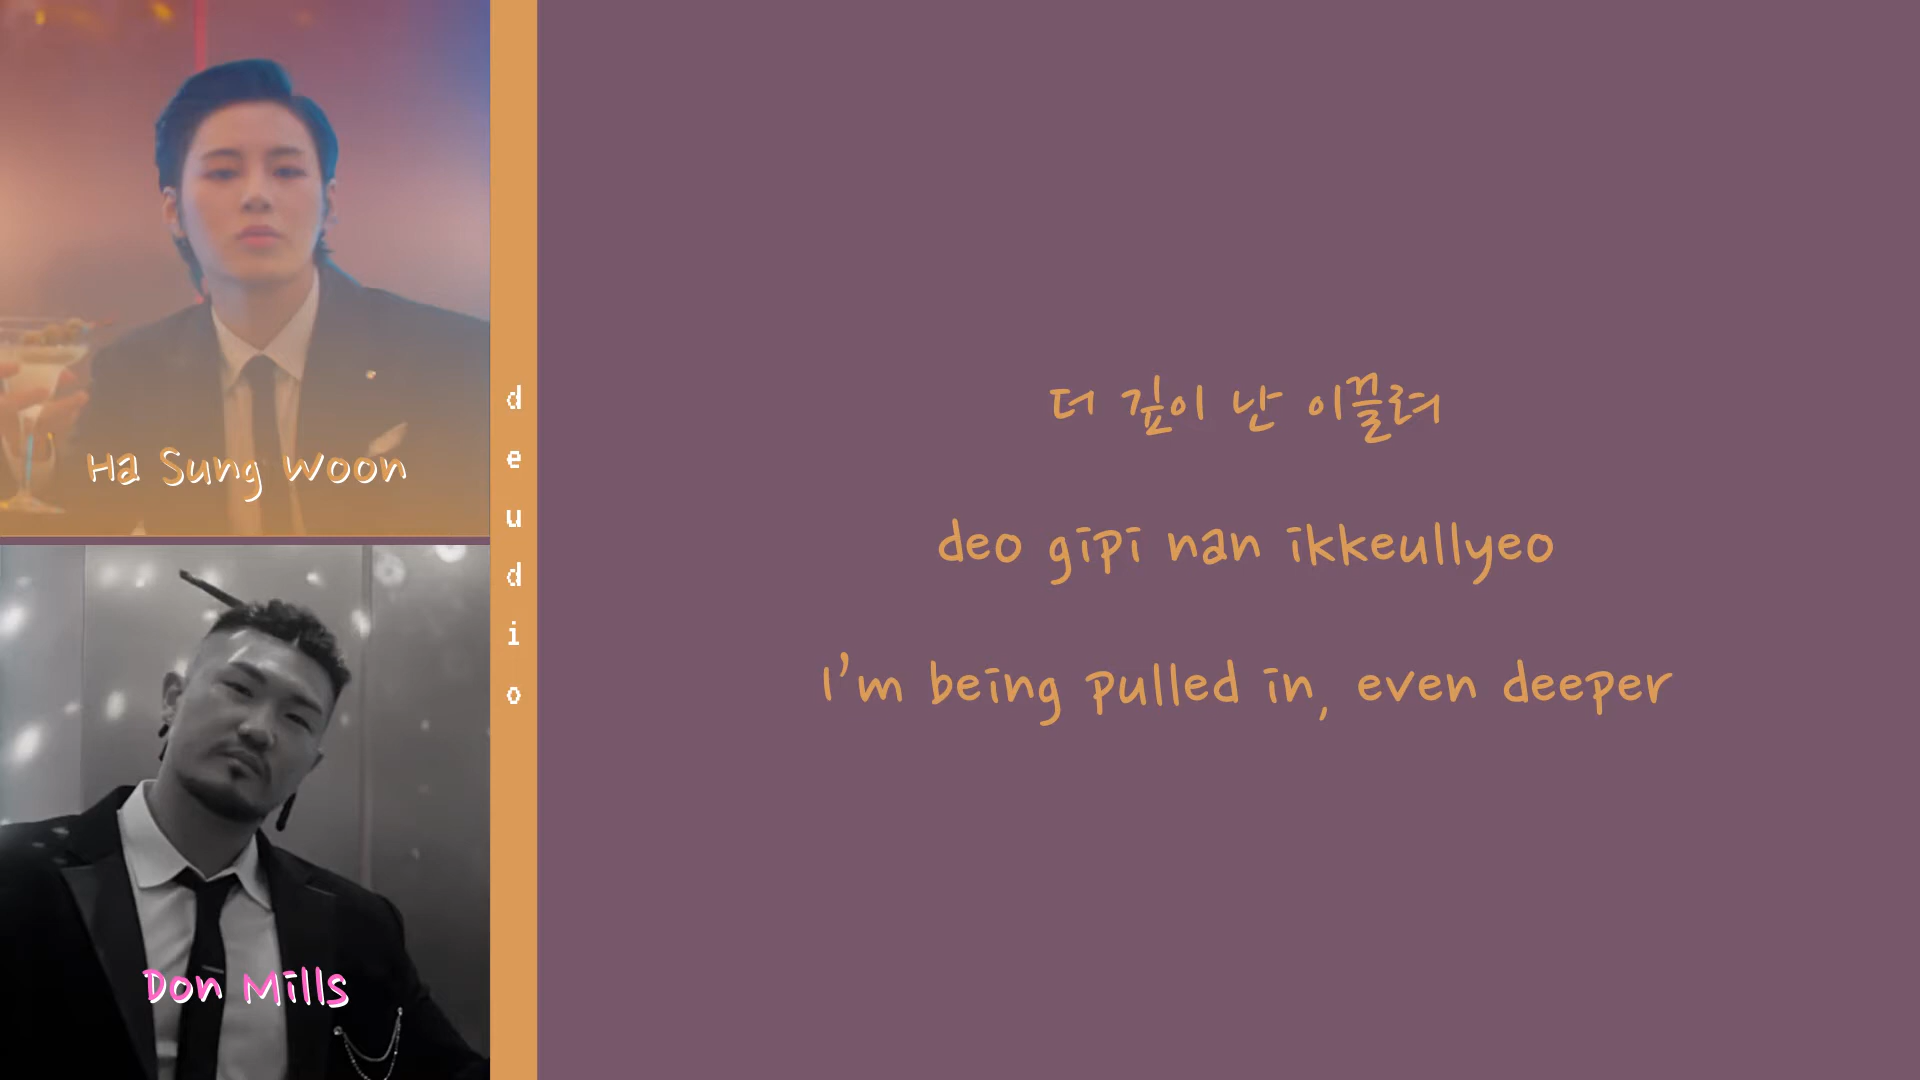 Ha Sung Woon
Don Mills
deudio
더 깊이 난 이끌려
deo gipi nan ikkeullyeo
I'm being pulled in, even deeper